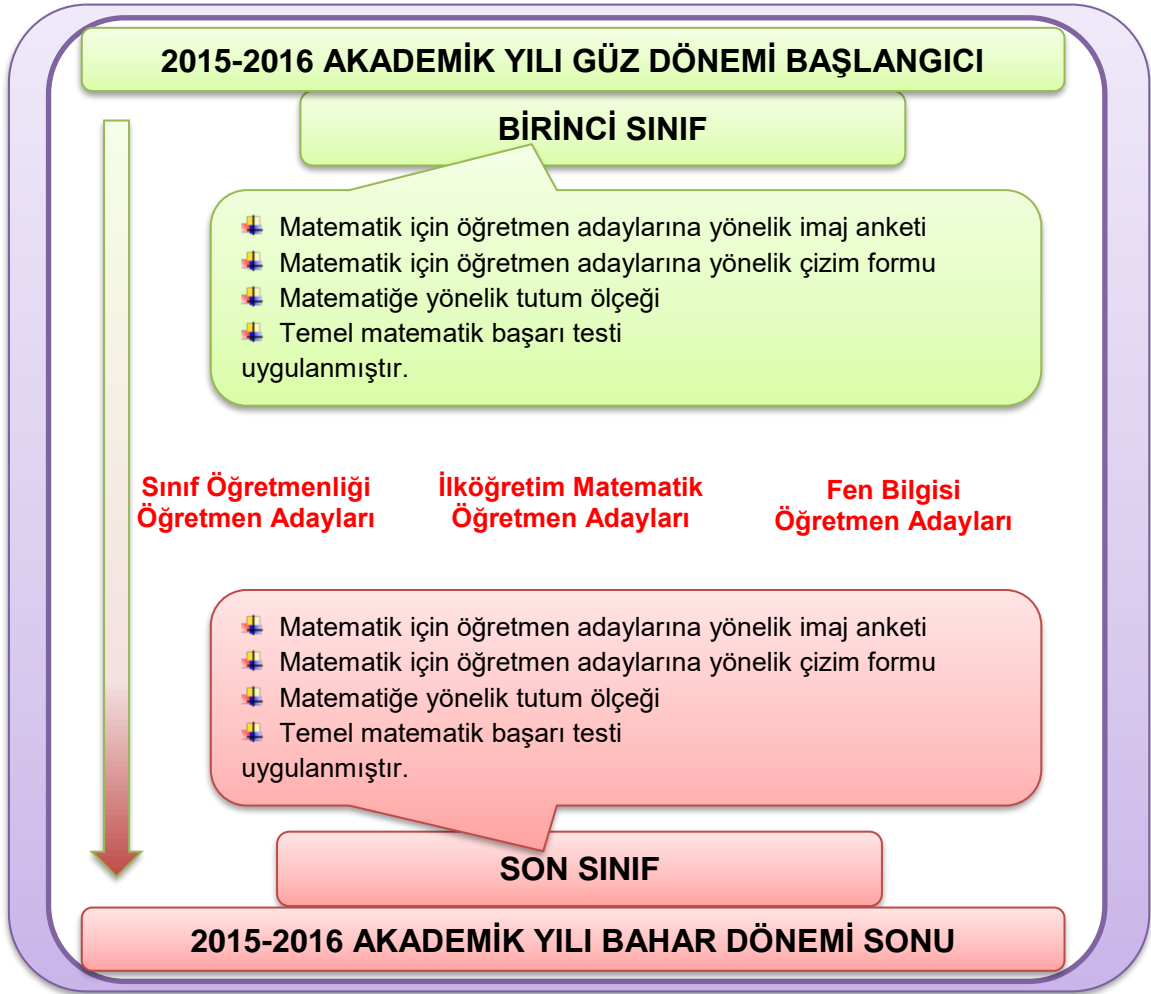 2015-2016 AKADEMİK YILI GÜZ DÖNEMİ BAŞLANGICI
BİRİNCİ SINIF
Matematik için öğretmen adaylarına yönelik imaj anketi
Matematik için öğretmen adaylarına yönelik çizim formu
Matematiğe yönelik tutum ölçeği
Temel matematik başarı testi
uygulanmıştır.
Sınıf Öğretmenliği
Öğretmen Adayları
İlköğretim Matematik
Öğretmen Adayları
Fen Bilgisi
Öğretmen Adayları
Matematik için öğretmen adaylarına yönelik imaj anketi
Matematik için öğretmen adaylarına yönelik çizim formu
Matematiğe yönelik tutum ölçeği
Temel matematik başarı testi
uygulanmıştır.
SON SINIF
2015-2016 AKADEMİK YILI BAHAR DÖNEMİ SONU